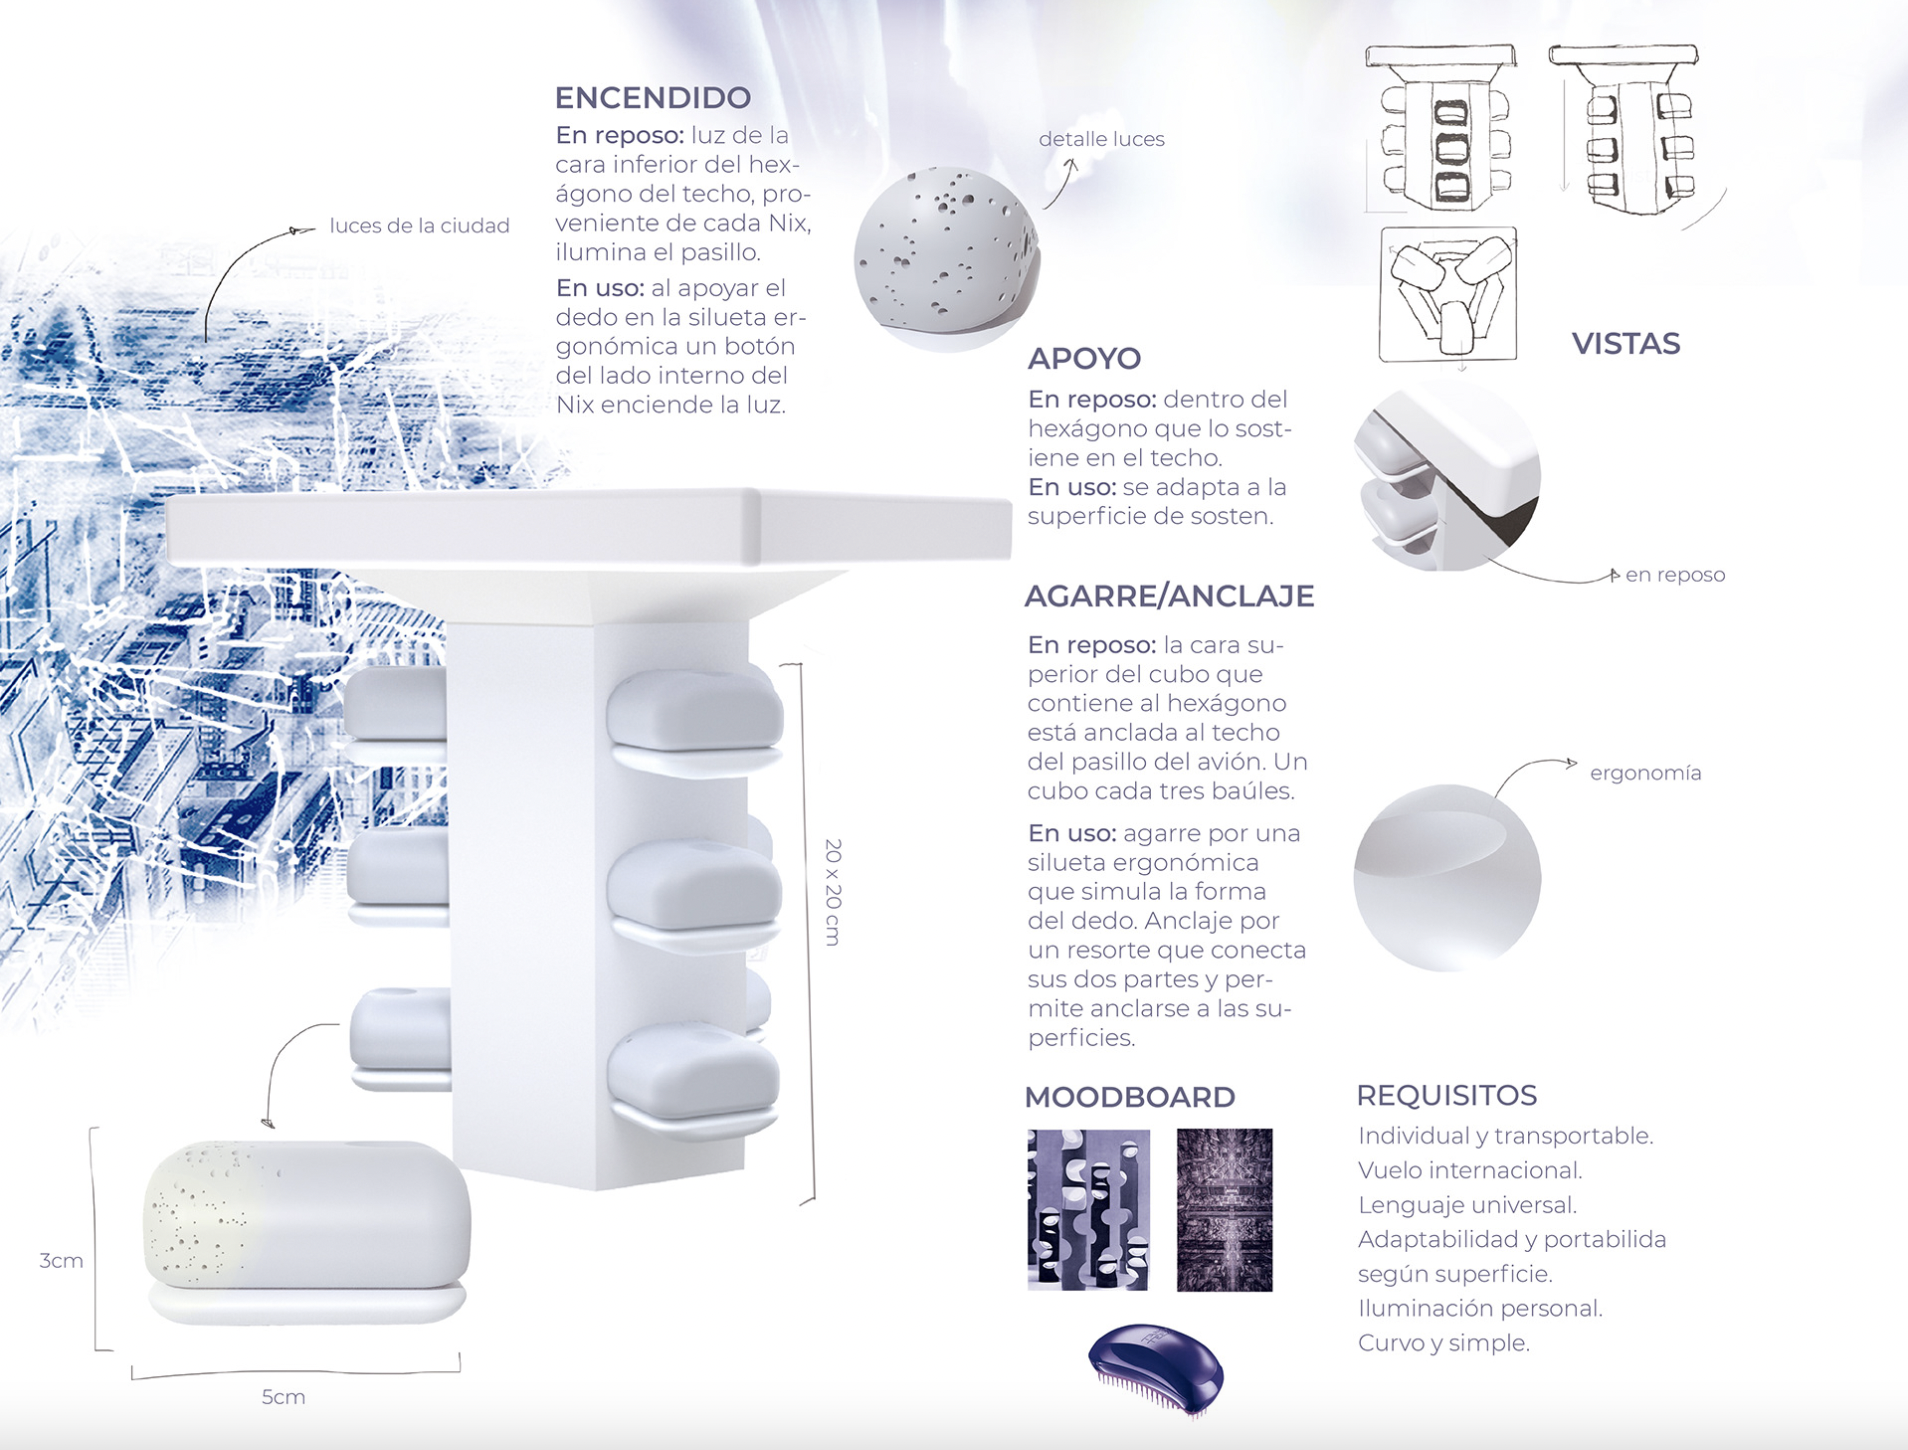 ENCENDIDO
En reposo: luz de la
cara inferior del hex-
ágono del techo, pro-
veniente de cada Nix,
ilumina el pasillo.
En uso: al apoyar el
dedo en la silueta er-
gonómica un botón
del lado interno del
Nix enciende la luz.
luces de la ciudad
detalle luces
VISTAS
APOYO
En reposo: dentro del
hexágono que lo sost-
iene en el techo.
En uso: se adapta a la
superficie de sosten.
en reposo
AGARRE/ANCLAJE
En reposo: la cara su-
perior del cubo que
contiene al hexágono
está anclada al techo
del pasillo del avión. Un
cubo cada tres baúles.
En uso: agarre por una
silueta ergonómica
que simula la forma
del dedo. Anclaje por
un resorte que conecta
sus dos partes y per-
mite anclarse a las su-
perficies.
ergonomía
20 x 20 cm
3cm
5cm
MOODBOARD
REQUISITOS
Individual y transportable.
Vuelo internacional.
Lenguaje universal.
Adaptabilidad y portabilida
según superficie.
Iluminación personal.
Curvo y simple.